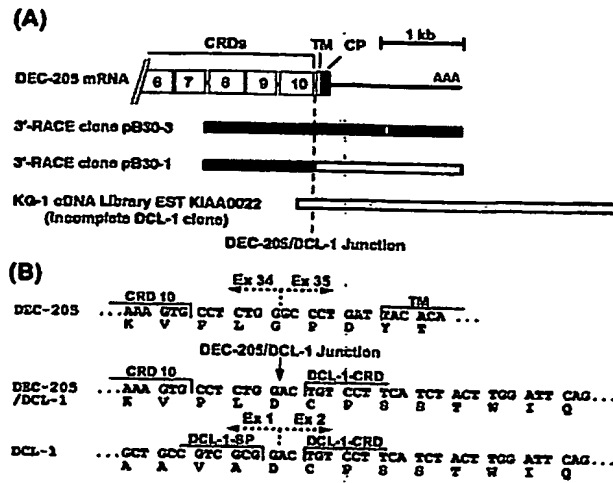 (A)
CRDs TM CP 1 kb
DEC-205 mRNA 6 7 8 9 10 AAA
3'-RACE clone pB30-3
3'-RACE clone pB30-1
KG-1 cDNA Library EST KIAA0022
(Incomplete DCL-1 clone)
DEC-205/DCL-1 Junction
(B)
Ex 34 Ex 35
CRD 10 TM
DEC-205 ...AAA GTG CCT CTG GGC CCT GAT TAC ACA ...
K V P L G P D Y T
DEC-205/DCL-1 Junction
CRD 10 DCL-1-CRD
DEC-205 /DCL-1 ...AAA GTG CCT CTG GAC TGT CCT TCA TCT ACT TGG ATT CAG...
K V P L D C P S S T W I Q
Ex 1 Ex 2
DCL-1-SP DCL-1-CRD
DCL-1 ...GCT GCC GTC GCG GAC TGT CCT TCA TCT ACT TGG ATT CAG...
A A V A D C P S S T W I Q